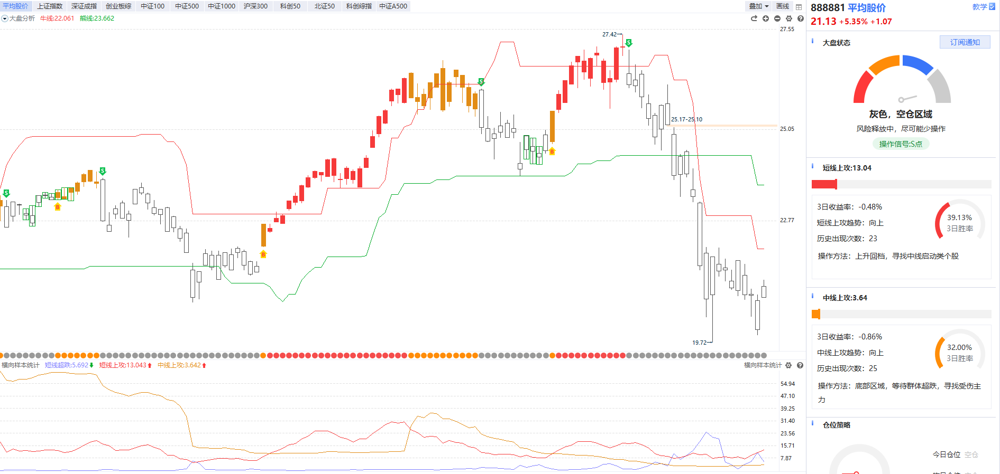 平均股价 上证指数 深证成指 创业板综 中证100 中证500 中证1000 沪深300 科创50 北证50 科创综指 中证A500 叠加 画线
大盘分析 牛线:22.061 熊线:23.662
27.55
27.42
S
S
25.17-25.10
25.05
B
S
S
B
22.77
B
19.72
横向样本统计 短线超跌:5.692 短线上攻:13.043 中线上攻:3.642 横向样本统计
54.94
47.10
39.25
31.40
23.56
15.71
7.87
888881 平均股价 教学
21.13 +5.35% +1.07
大盘状态 订阅通知
灰色，空仓区域
风险释放中，尽可能少操作
操作信号:S点
短线上攻:13.04
3日收益率：-0.48%
短线上攻趋势：向上
历史出现次数：23
39.13%
3日胜率
操作方法：上升回档，寻找中线启动类个股
中线上攻:3.64
3日收益率：-0.86%
中线上攻趋势：向上
历史出现次数：25
32.00%
3日胜率
操作方法：底部区域，等待群体超跌，寻找受伤主
力
仓位策略
今日仓位 空仓